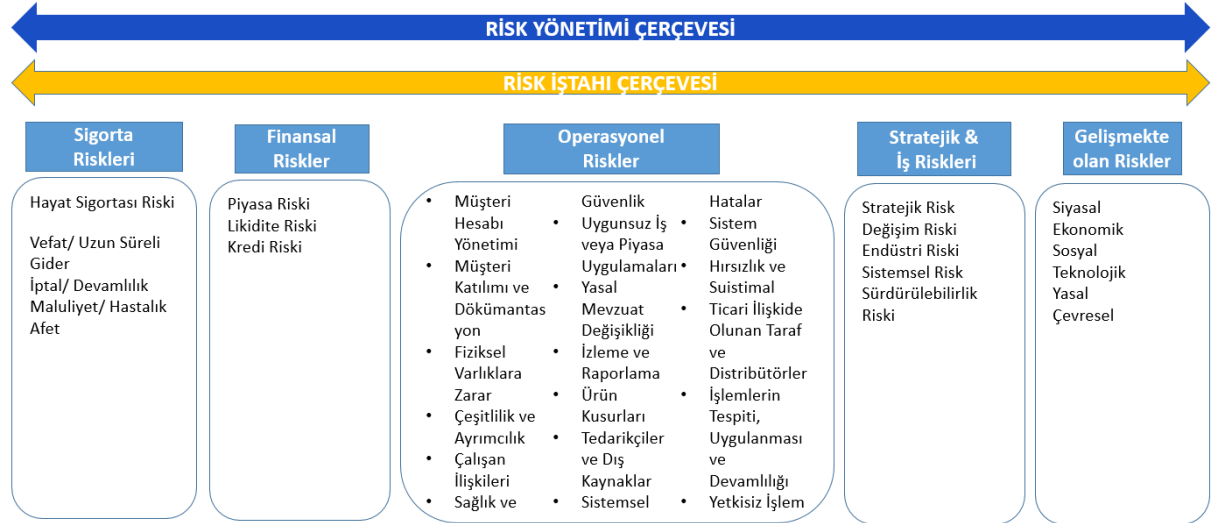 RİSK YÖNETİMİ ÇERÇEVESİ
RİSK İŞTAHI ÇERÇEVESİ
Sigorta
Riskleri
Hayat Sigortası Riski
Vefat/ Uzun Süreli
Gider
İptal/ Devamlılık
Maluliyet/ Hastalık
Afet
Finansal
Riskler
Piyasa Riski
Likidite Riski
Kredi Riski
Operasyonel
Riskler
• Müşteri
Hesabı
Yönetimi
• Müşteri
Katılımı ve
Dökümantas
yon
• Fiziksel
Varlıklara
Zarar
• Çeşitlilik ve
Ayrımcılık
• Çalışan
İlişkileri
• Sağlık ve
Güvenlik
• Uygunsuz İş
veya Piyasa
Uygulamaları
• Yasal
Mevzuat
Değişikliği
• İzleme ve
Raporlama
• Ürün
Kusurları
• Tedarikçiler
ve Dış
Kaynaklar
• Sistemsel
Hatalar
• Sistem
Güvenliği
• Hırsızlık ve
Suistimal
• Ticari İlişkide
Olunan Taraf
ve
Distribütörler
• İşlemlerin
Tespiti,
Uygulanması
ve
Devamlılığı
• Yetkisiz İşlem
Stratejik &
İş Riskleri
Stratejik Risk
Değişim Riski
Endüstri Riski
Sistemsel Risk
Sürdürülebilirlik
Riski
Gelişmekte
olan Riskler
Siyasal
Ekonomik
Sosyal
Teknolojik
Yasal
Çevresel